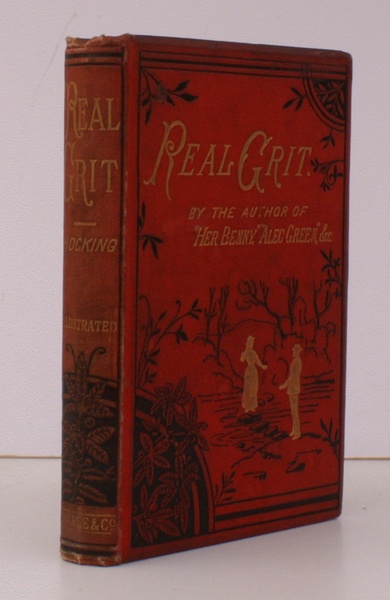 REAL
GRIT
HOCKING
ILLUSTRATED
& Co
REAL GRIT.
BY THE AUTHOR OF
"HER BENNY," "ALEC GREEN," &c.